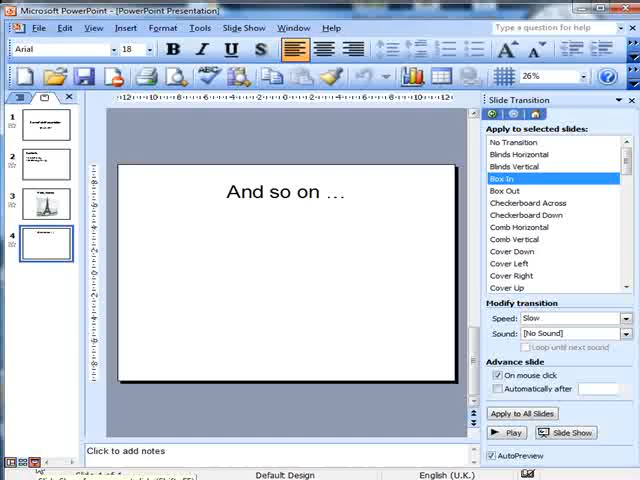 Microsoft PowerPoint - [PowerPoint Presentation]
File Edit View Insert Format Tools Slide Show Window Help
Type a question for help
Arial 18 B I U S A A
26%
Slide Transition
Apply to selected slides:
No Transition
Blinds Horizontal
Blinds Vertical
Box In
Box Out
Checkerboard Across
Checkerboard Down
Comb Horizontal
Comb Vertical
Cover Down
Cover Left
Cover Right
Cover Up
Modify transition
Speed: Slow
Sound: [No Sound]
Loop until next sound
Advance slide
On mouse click
Automatically after
Apply to All Slides
Play Slide Show
AutoPreview
1
2
3
4
And so on …
Click to add notes
Default Design
English (U.K.)